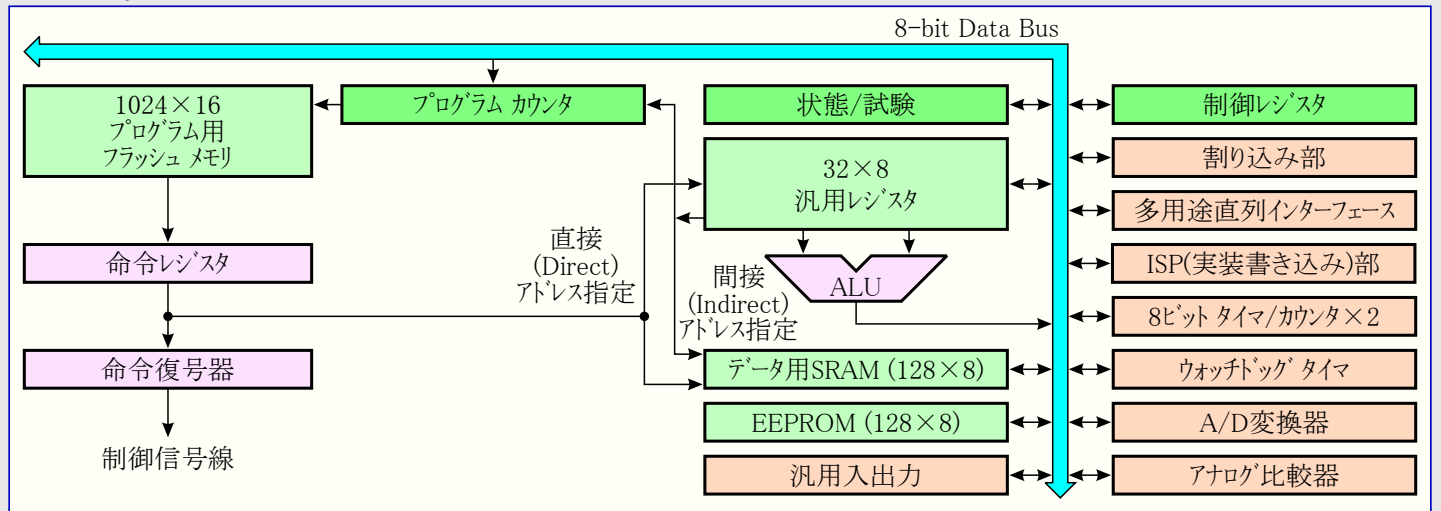 8-bit Data Bus
1024×16
プログラム用
フラッシュ メモリ
プログラム カウンタ
命令レジスタ
命令復号器
制御信号線
直接
(Direct)
アドレス指定
間接
(Indirect)
アドレス指定
状態/試験
32×8
汎用レジスタ
ALU
データ用SRAM (128×8)
EEPROM (128×8)
汎用入出力
制御レジスタ
割り込み部
多用途直列インターフェース
ISP(実装書き込み)部
8ビット タイマ/カウンタ×2
ウォッチドッグ タイマ
A/D変換器
アナログ比較器